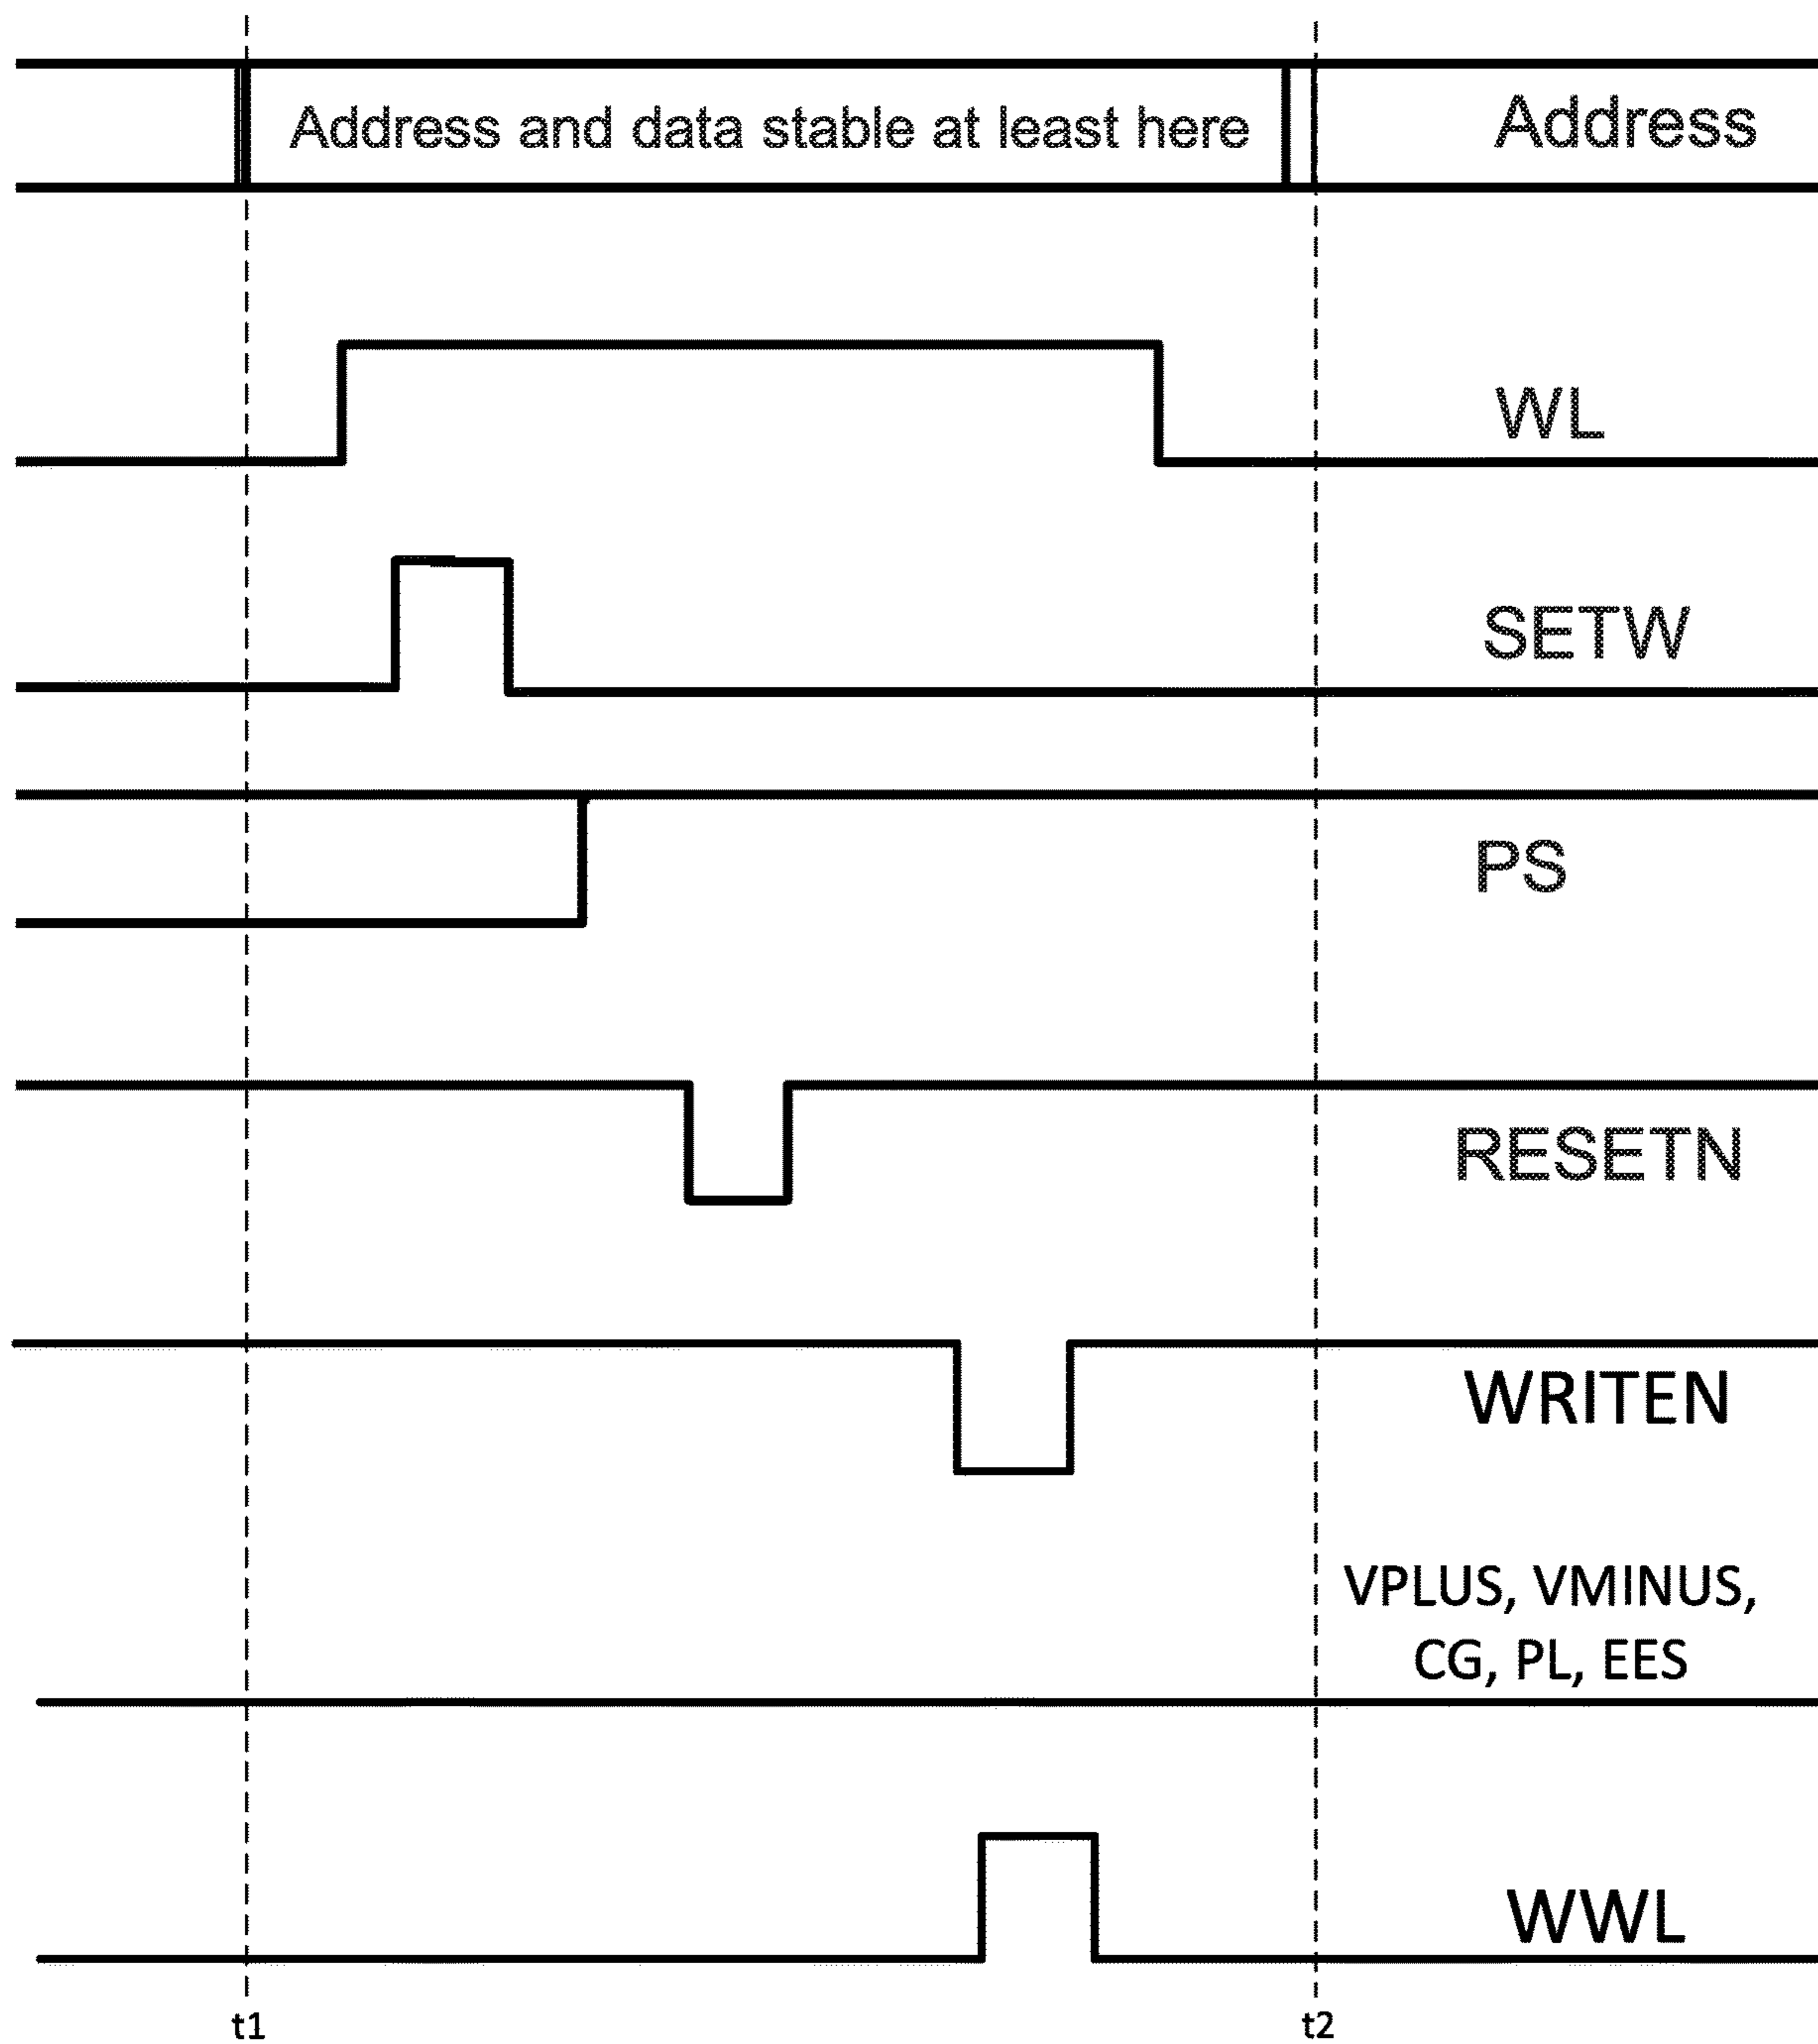 Address and data stable at least here
Address
WL
SETW
PS
RESETN
WRITEN
VPLUS, VMINUS,
CG, PL, EES
WWL
t1
t2